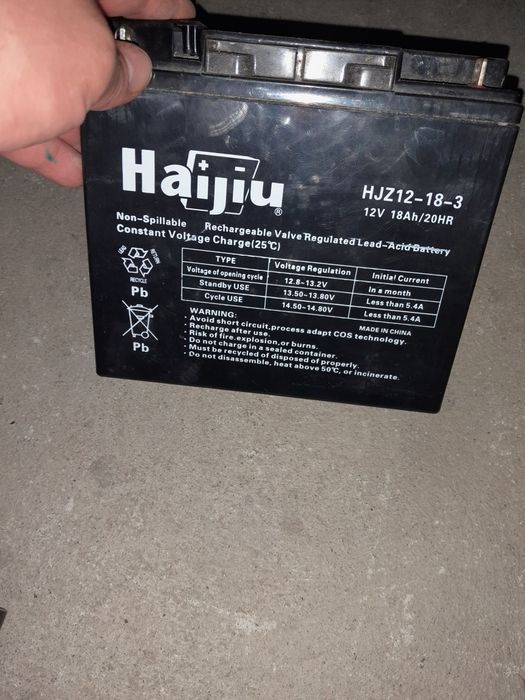 Haijiu ®
HJZ12-18-3
12V 18Ah/20HR
Non-Spillable Rechargeable Valve Regulated Lead-Acid Battery
Constant Voltage Charge(25℃)
TYPE Voltage Regulation Initial Current
Voltage of opening cycle 12.8~13.2V In a month
Standby USE 13.50~13.80V Less than 5.4A
Cycle USE 14.50~14.80V Less than 5.4A
LEAD RETURN
RECYCLE
Pb
Pb
MADE IN CHINA
WARNING:
· Avoid short circuit,process adapt COS technology.
· Recharge after use.
· Risk of fire.explosion,or burns.
· Do not charge in a sealed container.
· Must be recycled of disposed of properly.
· Do not disassemble, heat above 50℃, or incinerate.